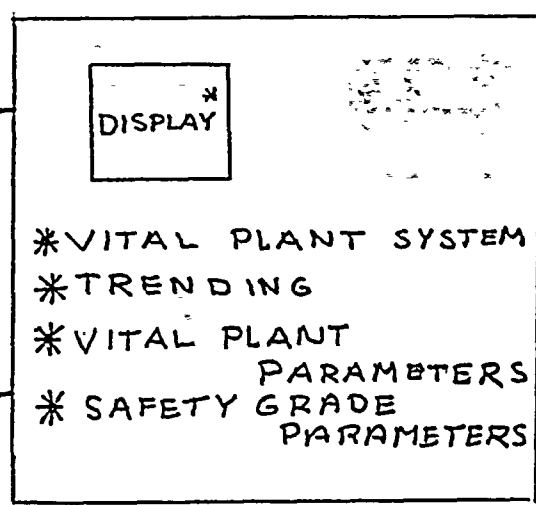 DISPLAY*
*VITAL PLANT SYSTEM
*TRENDING
*VITAL PLANT
PARAMETERS
* SAFETY GRADE
PARAMETERS